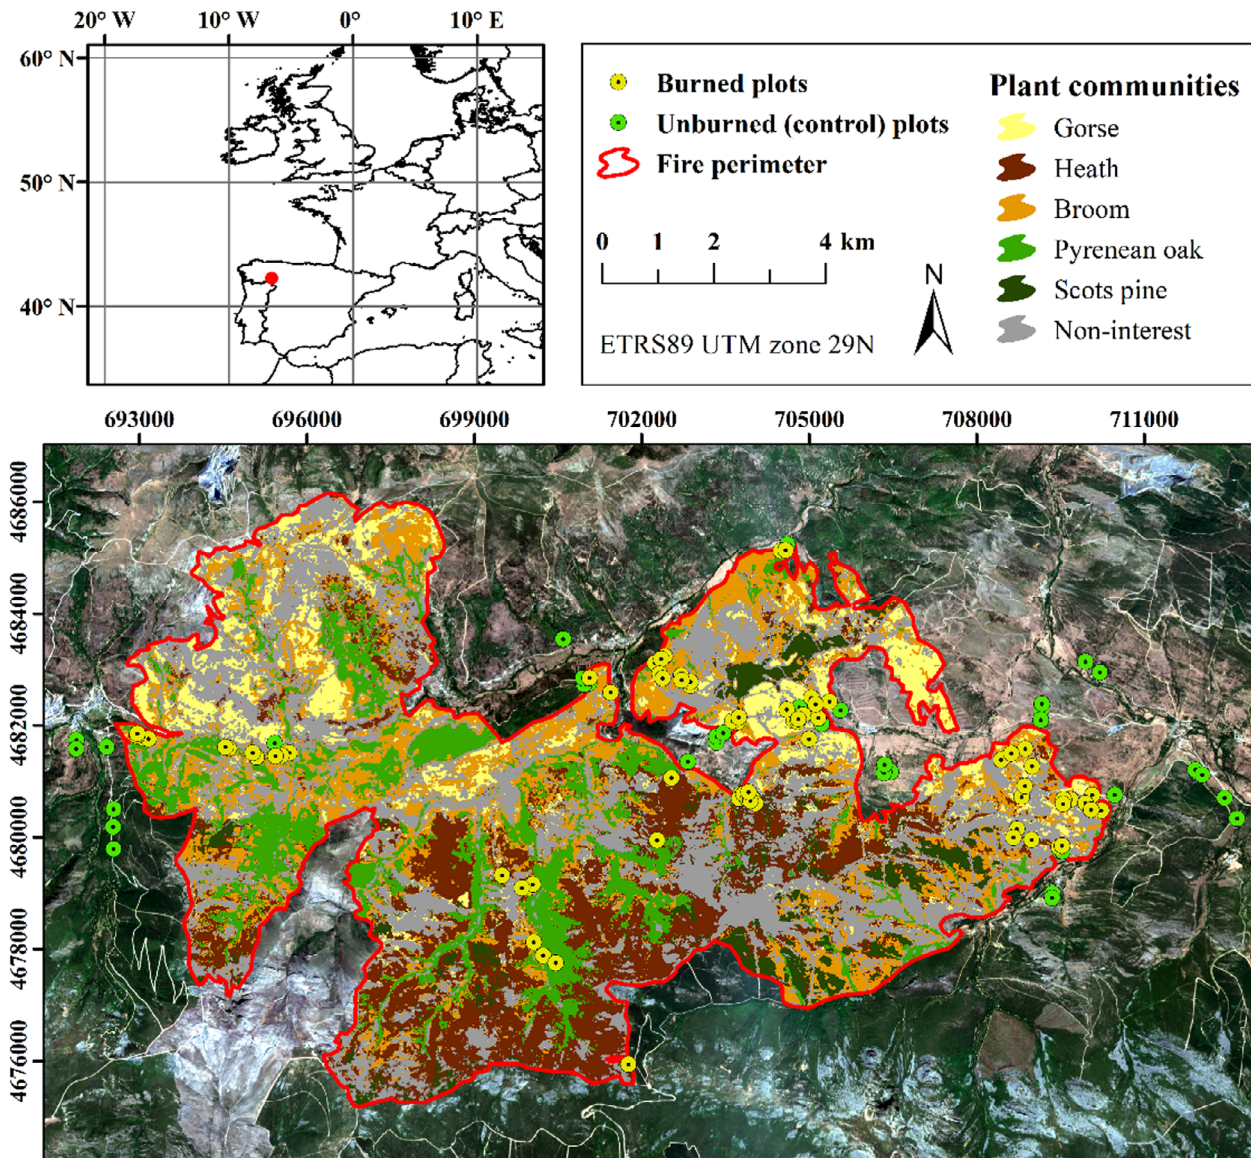 20° W 10° W 0° 10° E
60° N
50° N
40° N
Burned plots
Unburned (control) plots
Fire perimeter
0 1 2 4 km
N
ETRS89 UTM zone 29N
Plant communities
Gorse
Heath
Broom
Pyrenean oak
Scots pine
Non-interest
693000 696000 699000 702000 705000 708000 711000
4686000
4684000
4682000
4680000
4678000
4676000